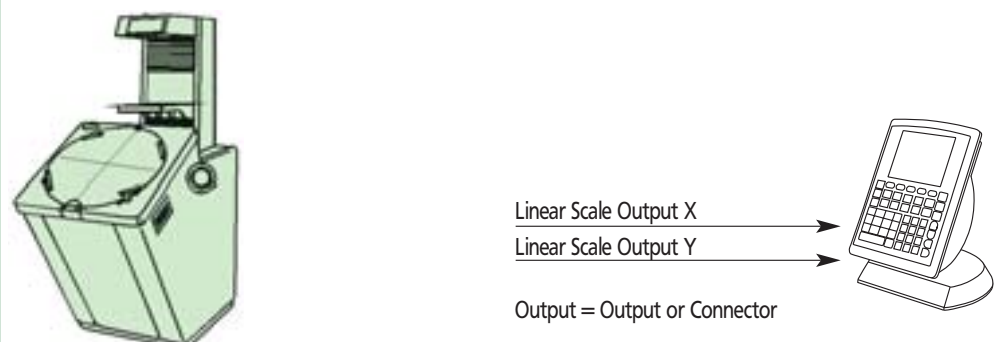 Linear Scale Output X
Linear Scale Output Y
Output = Output or Connector